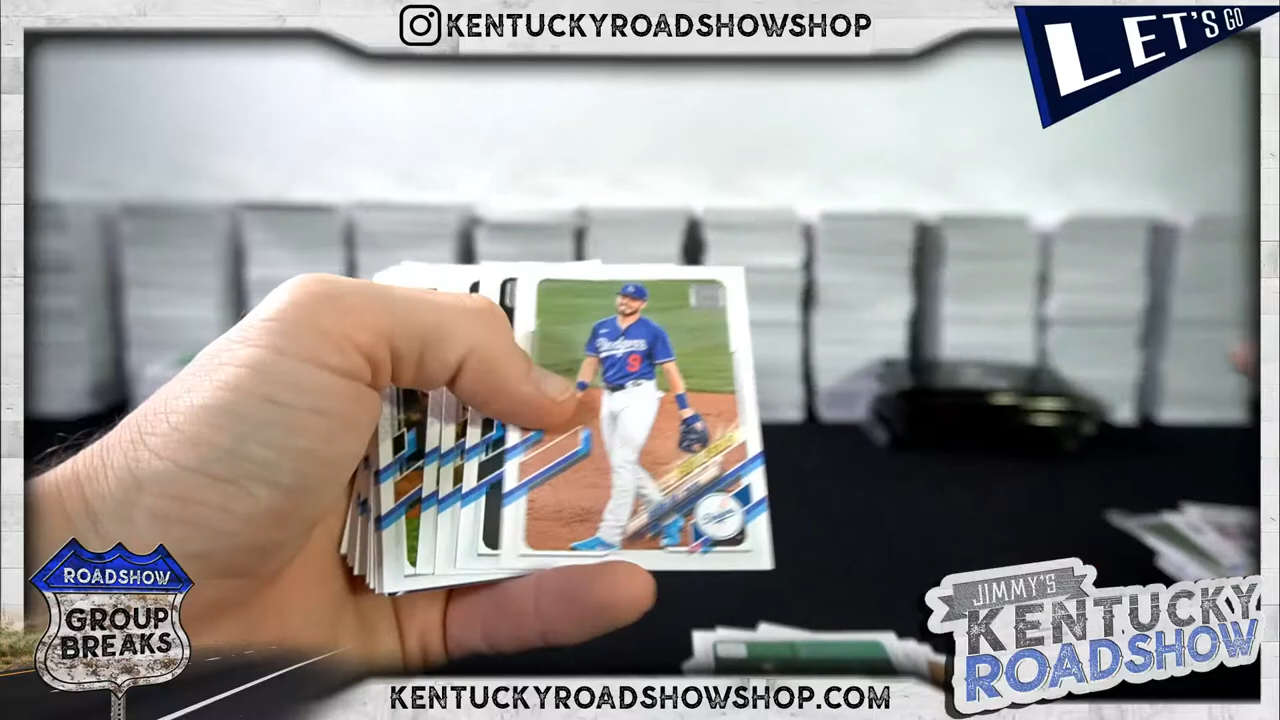 KENTUCKYROADSHOWSHOP
LET'S GO
Dodgers
9
ROADSHOW
GROUP
BREAKS
JIMMY'S
KENTUCKY
ROADSHOW
KENTUCKYROADSHOWSHOP.COM